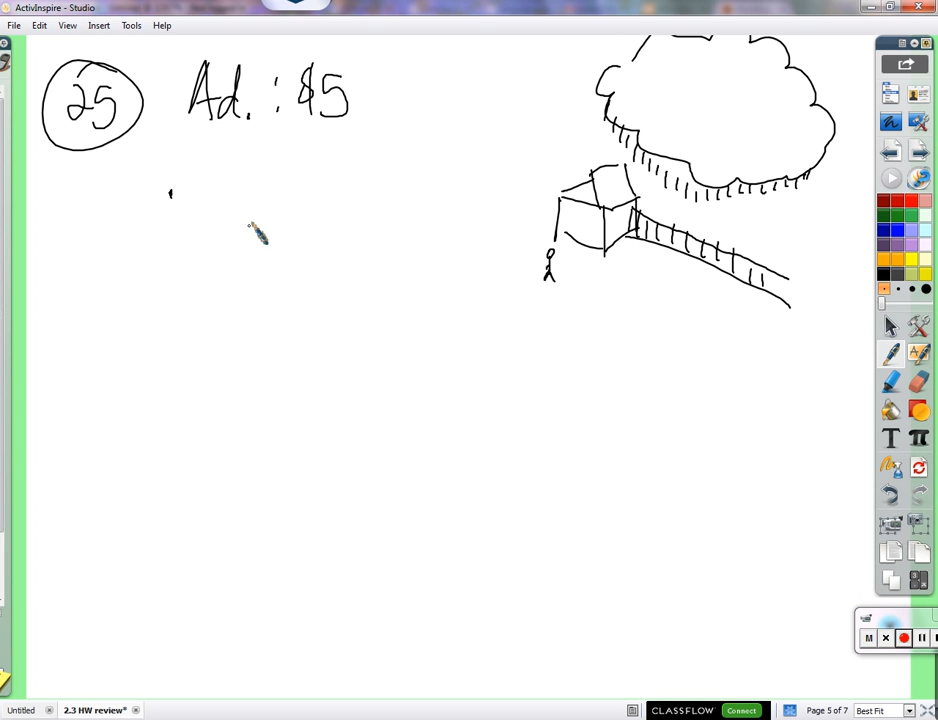 ActivInspire - Studio
File Edit View Insert Tools Help
25 Ad. : $5
M
Untitled
2.3 HW review*
CLASSFLOW Connect
Page 5 of 7
Best Fit